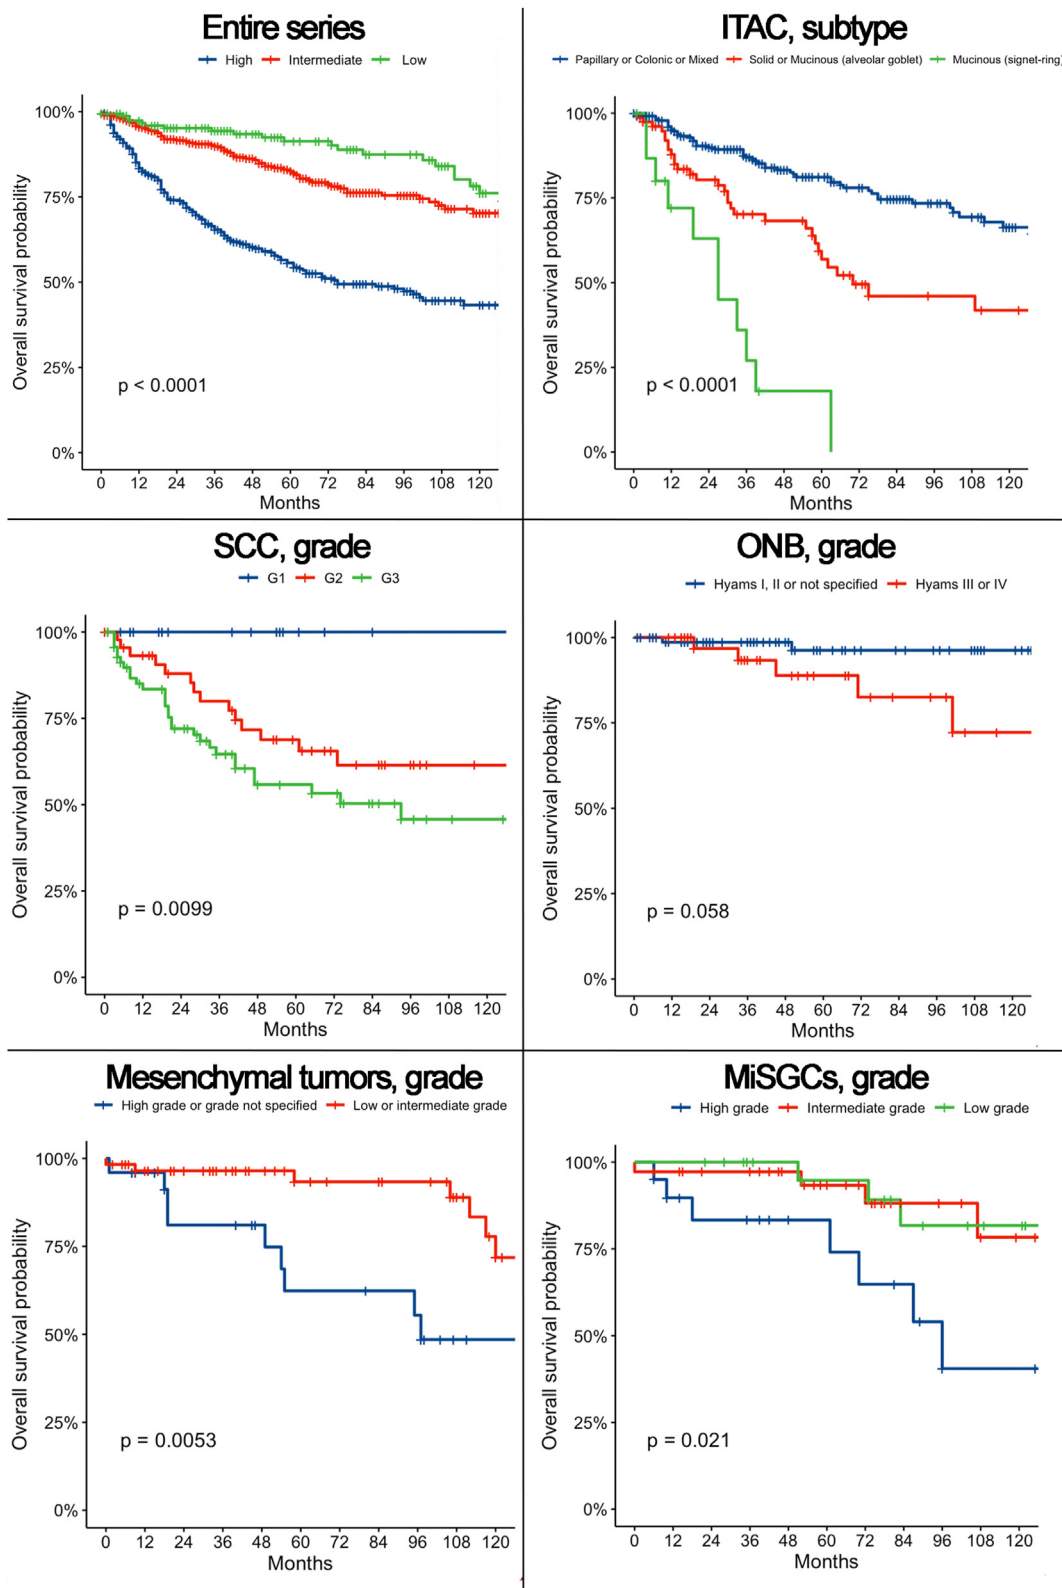 Entire series
High Intermediate Low
Overall survival probability
100%
75%
50%
25%
0%
p < 0.0001
0 12 24 36 48 60 72 84 96 108 120
Months
ITAC, subtype
Papillary or Colonic or Mixed Solid or Mucinous (alveolar goblet) Mucinous (signet-ring)
Overall survival probability
100%
75%
50%
25%
0%
p < 0.0001
0 12 24 36 48 60 72 84 96 108 120
Months
SCC, grade
G1 G2 G3
Overall survival probability
100%
75%
50%
25%
0%
p = 0.0099
0 12 24 36 48 60 72 84 96 108 120
Months
ONB, grade
Hyams I, II or not specified Hyams III or IV
Overall survival probability
100%
75%
50%
25%
0%
p = 0.058
0 12 24 36 48 60 72 84 96 108 120
Months
Mesenchymal tumors, grade
High grade or grade not specified Low or intermediate grade
Overall survival probability
100%
75%
50%
25%
0%
p = 0.0053
0 12 24 36 48 60 72 84 96 108 120
Months
MiSGCs, grade
High grade Intermediate grade Low grade
Overall survival probability
100%
75%
50%
25%
0%
p = 0.021
0 12 24 36 48 60 72 84 96 108 120
Months